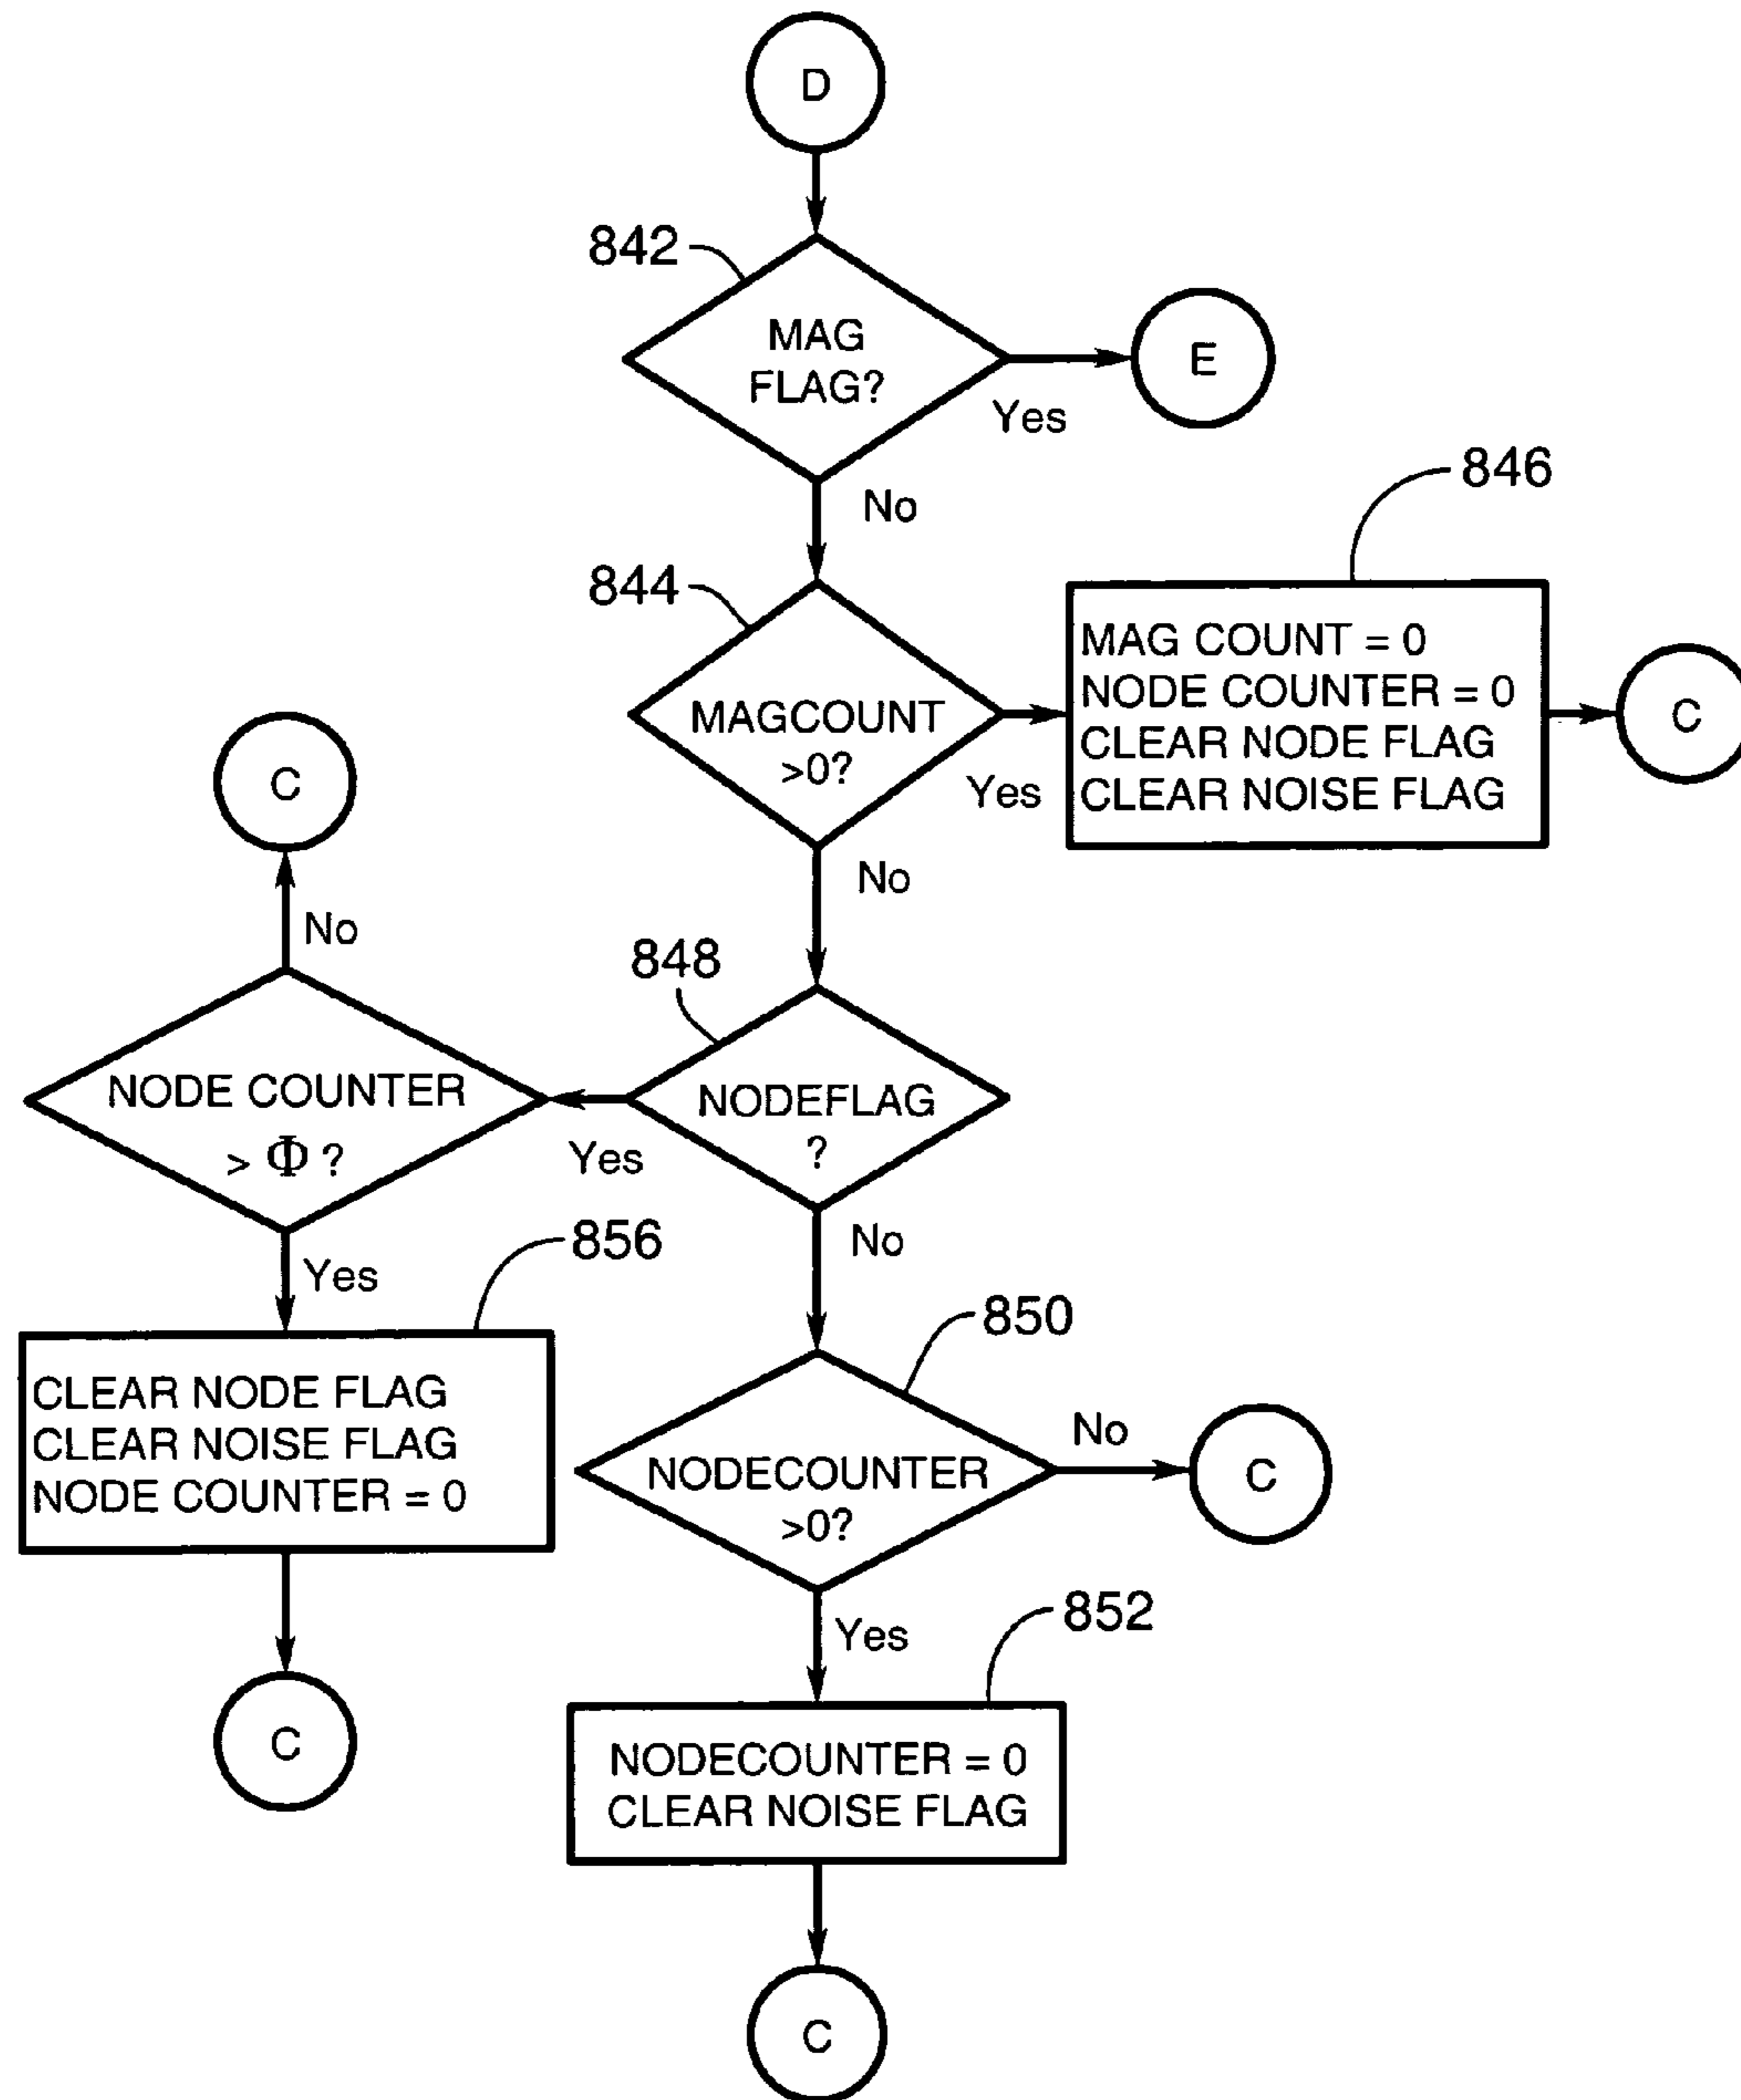 D
842
MAG
FLAG?
E
Yes
No
846
844
MAG COUNT = 0
NODE COUNTER = 0
CLEAR NODE FLAG
CLEAR NOISE FLAG
C
MAGCOUNT
>0?
Yes
C
No
No
848
NODE COUNTER
> Φ ?
NODEFLAG
?
Yes
No
856
Yes
850
CLEAR NODE FLAG
CLEAR NOISE FLAG
NODE COUNTER = 0
No
NODECOUNTER
>0?
C
852
Yes
C
NODECOUNTER = 0
CLEAR NOISE FLAG
C